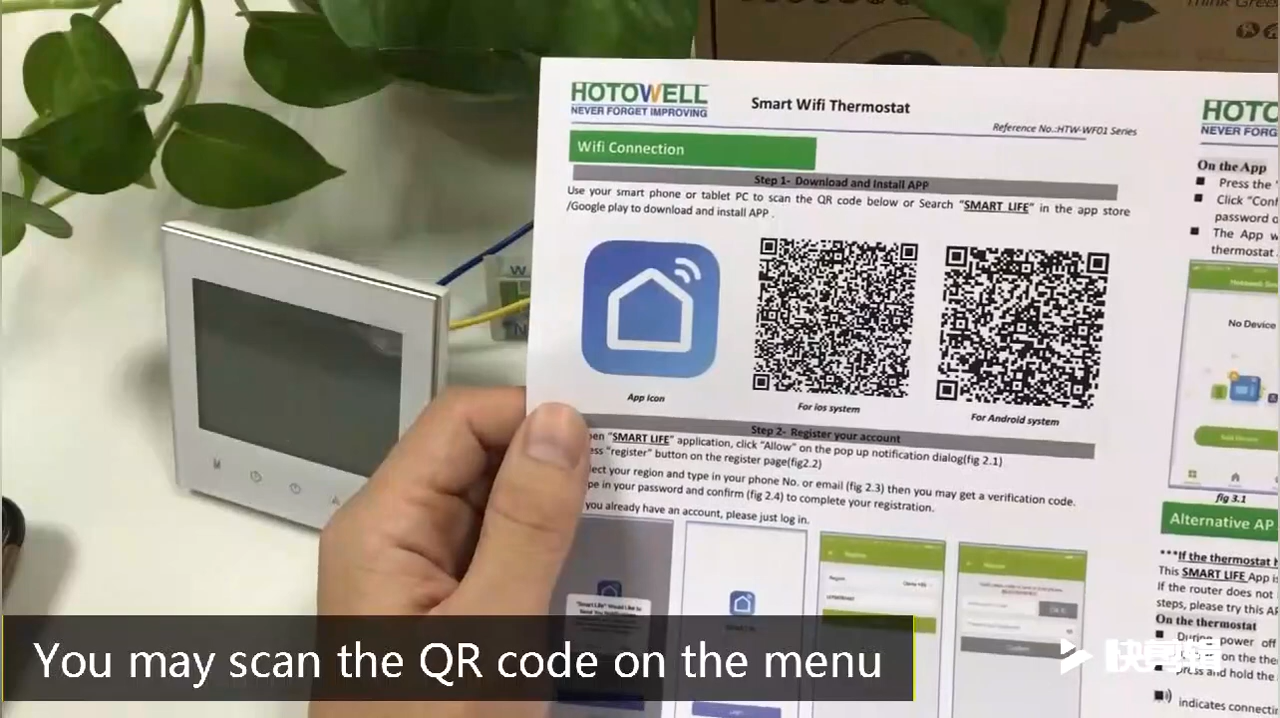 HOTOWELL
NEVER FORGET IMPROVING
Smart Wifi Thermostat
Reference No.:HTW-WF01 Series
Wifi Connection
Step 1- Download and Install APP
Use your smart phone or tablet PC to scan the QR code below or Search "SMART LIFE" in the app store
/Google play to download and install APP .
App Icon
For ios system
For Android system
Step 2- Register your account
"SMART LIFE" application, click "Allow" on the pop up notification dialog(fig 2.1)
"register" button on the register page(fig2.2)
your region and type in your phone No. or email (fig 2.3) then you may get a verification code.
in your password and confirm (fig 2.4) to complete your registration.
you already have an account, please just log in.
HOTO
NEVER FORG
On the App
Press the
Click "Conf
password o
The App w
thermostat
No Device
fig 3.1
Alternative AP
***If the thermostat
This SMART LIFE App i
If the router does not
steps, please try this A
On the thermostat
During power off
on the
and hold the
indicates connecti
Think Gree
W
N
M
You may scan the QR code on the menu
快剪辑